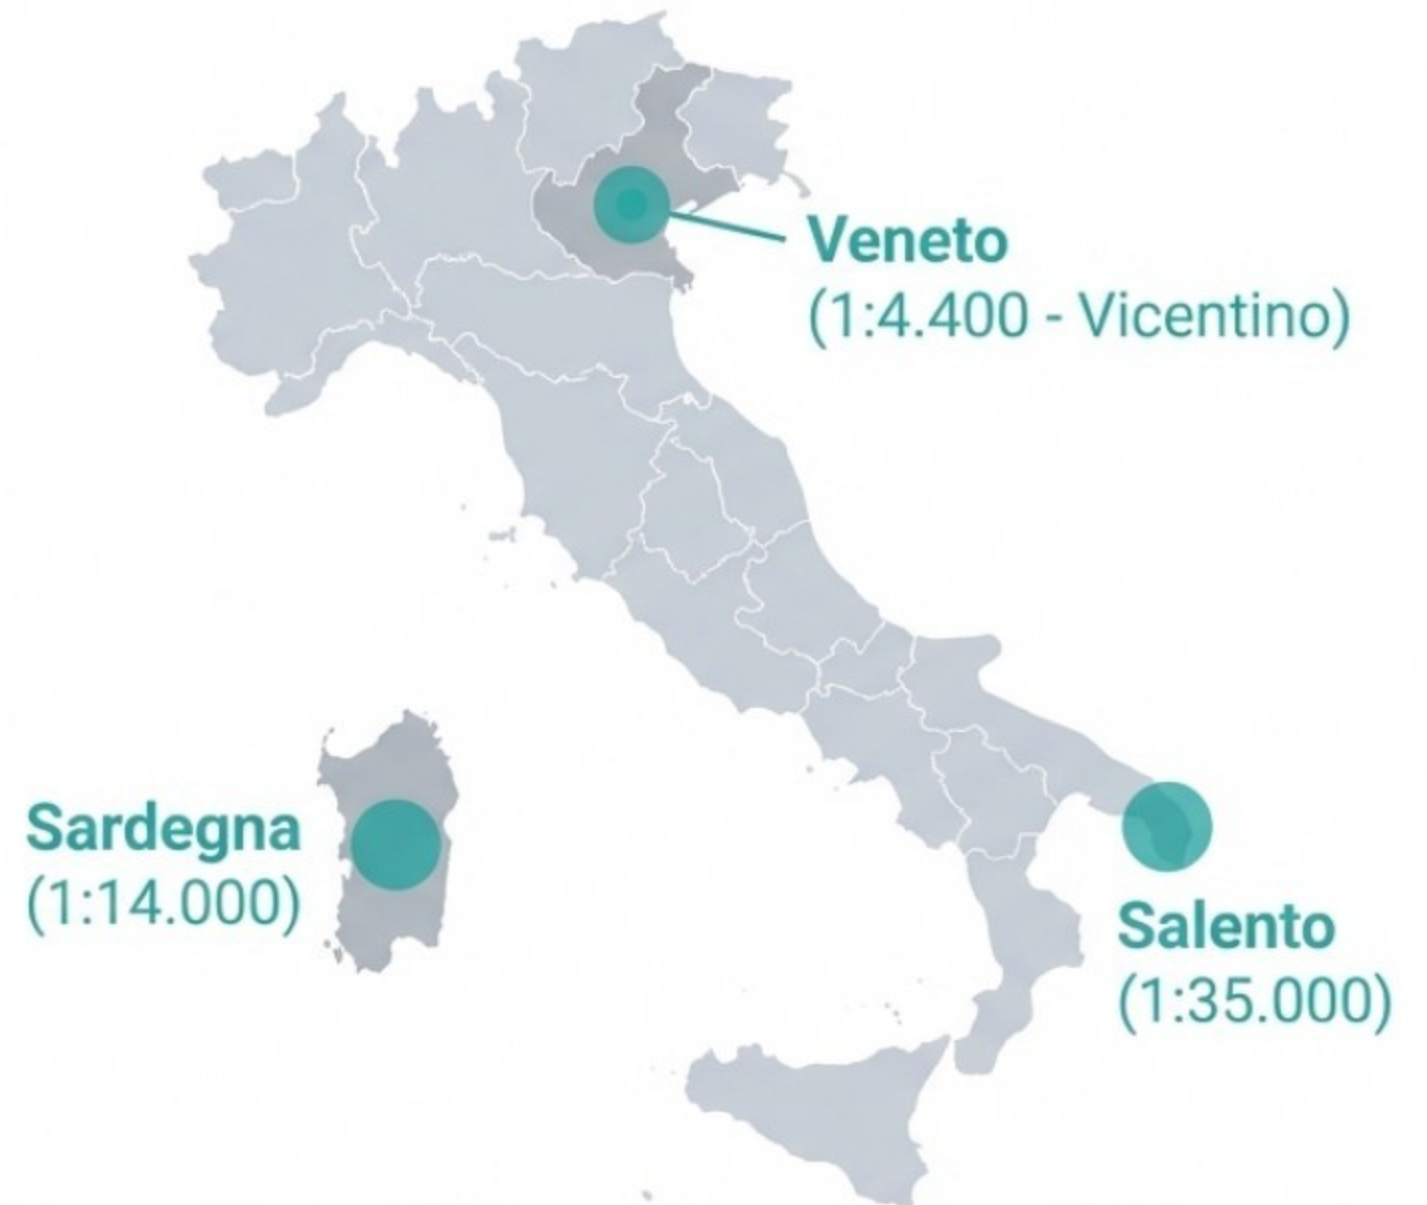 Veneto
(1:4.400 - Vicentino)
Sardegna
(1:14.000)
Salento
(1:35.000)